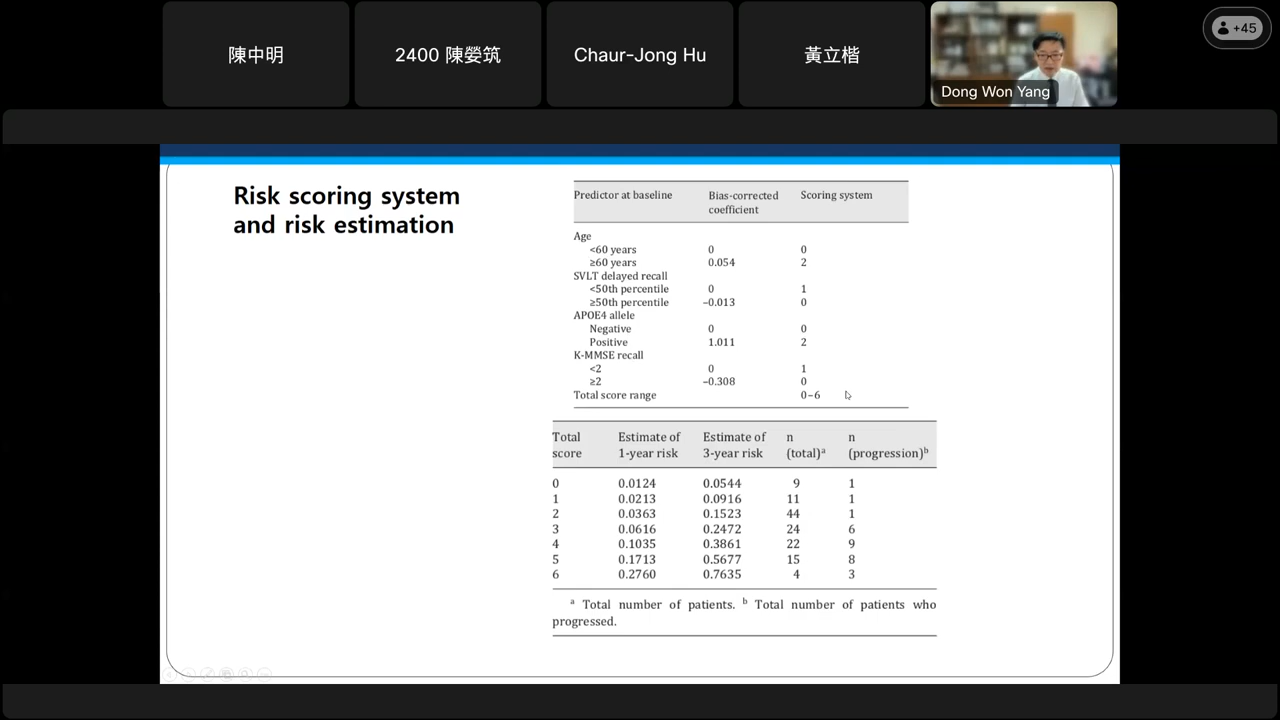 陳中明
2400 陳嫈筑
Chaur-Jong Hu
黃立楷
Dong Won Yang
+45
Risk scoring system
and risk estimation
Predictor at baseline Bias-corrected coefficient Scoring system
Age
<60 years 0 0
≥60 years 0.054 2
SVLT delayed recall
<50th percentile 0 1
≥50th percentile –0.013 0
APOE4 allele
Negative 0 0
Positive 1.011 2
K-MMSE recall
<2 0 1
≥2 –0.308 0
Total score range 0–6
Total score Estimate of 1-year risk Estimate of 3-year risk n (total)ᵃ n (progression)ᵇ
0 0.0124 0.0544 9 1
1 0.0213 0.0916 11 1
2 0.0363 0.1523 44 1
3 0.0616 0.2472 24 6
4 0.1035 0.3861 22 9
5 0.1713 0.5677 15 8
6 0.2760 0.7635 4 3
ᵃ Total number of patients. ᵇ Total number of patients who
progressed.